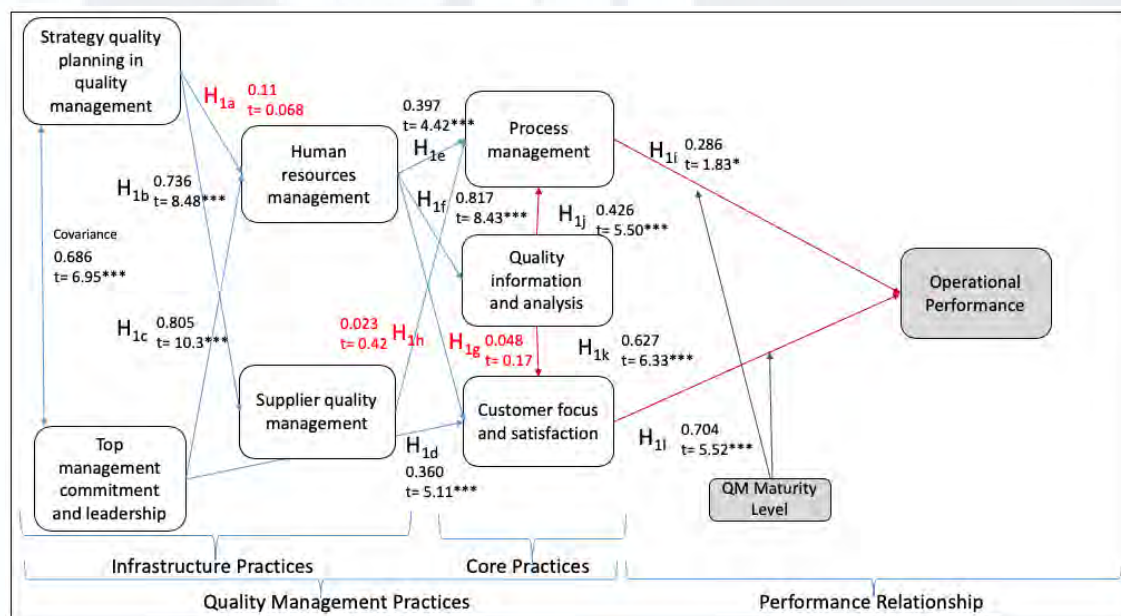 Strategy quality
planning in
quality
management
H1a
0.11
t= 0.068
0.397
t= 4.42***
H1e
Process
management
Human
resources
management
H1b
0.736
t= 8.48***
H1f
0.817
t= 8.43***
H1j
0.426
t= 5.50***
H1i
0.286
t= 1.83*
Covariance
0.686
t= 6.95***
Quality
information
and analysis
Operational
Performance
H1c
0.805
t= 10.3***
0.023
t= 0.42
H1h
H1g
0.048
t= 0.17
H1k
0.627
t= 6.33***
Supplier quality
management
Customer focus
and satisfaction
Top
management
commitment
and leadership
H1d
0.360
t= 5.11***
H1l
0.704
t= 5.52***
QM Maturity
Level
Infrastructure Practices
Core Practices
Quality Management Practices
Performance Relationship